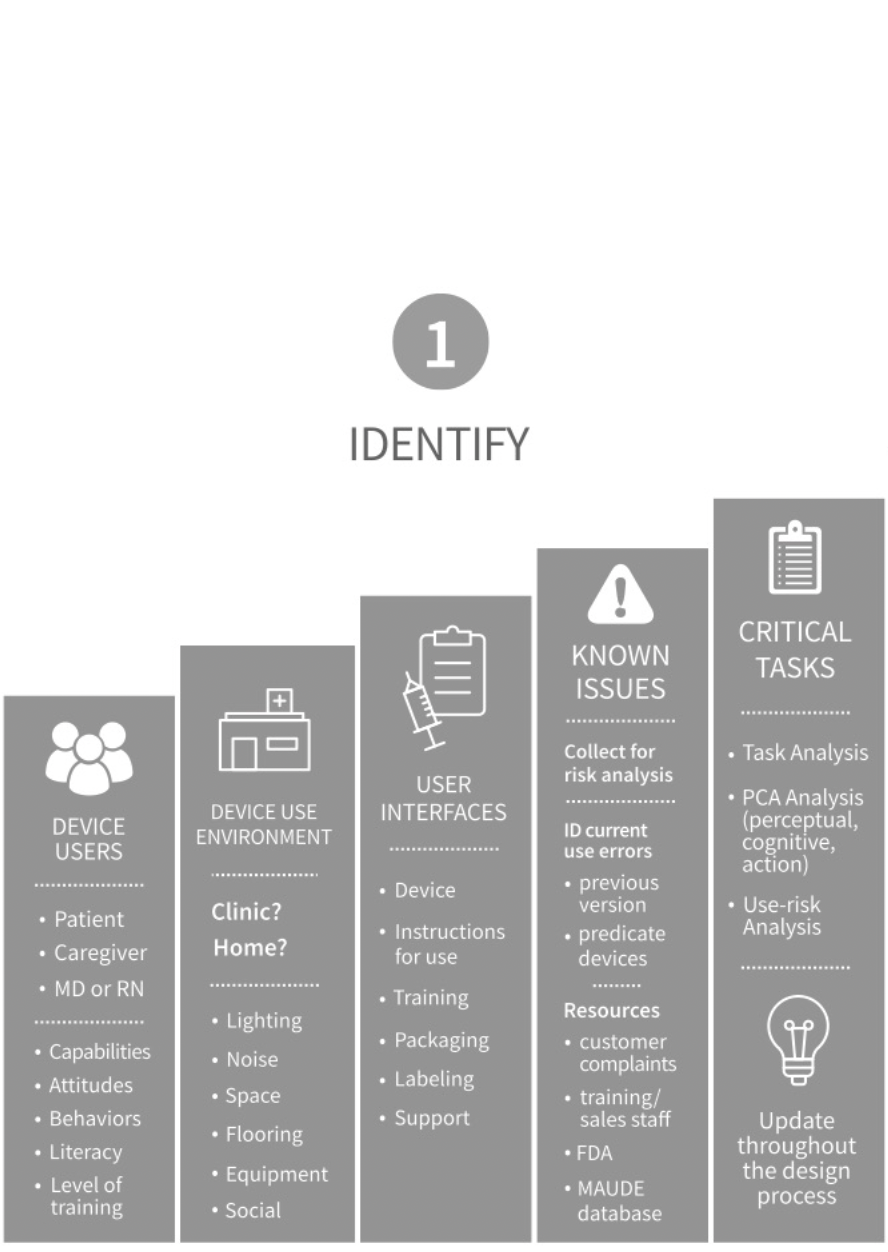 1
IDENTIFY
DEVICE
USERS
• Patient
• Caregiver
• MD or RN
• Capabilities
• Attitudes
• Behaviors
• Literacy
• Level of
training
DEVICE USE
ENVIRONMENT
Clinic?
Home?
• Lighting
• Noise
• Space
• Flooring
• Equipment
• Social
USER
INTERFACES
• Device
• Instructions
for use
• Training
• Packaging
• Labeling
• Support
KNOWN
ISSUES
Collect for
risk analysis
ID current
use errors
• previous
version
• predicate
devices
Resources
• customer
complaints
• training/
sales staff
• FDA
• MAUDE
database
CRITICAL
TASKS
• Task Analysis
• PCA Analysis
(perceptual,
cognitive,
action)
• Use-risk
Analysis
Update
throughout
the design
process